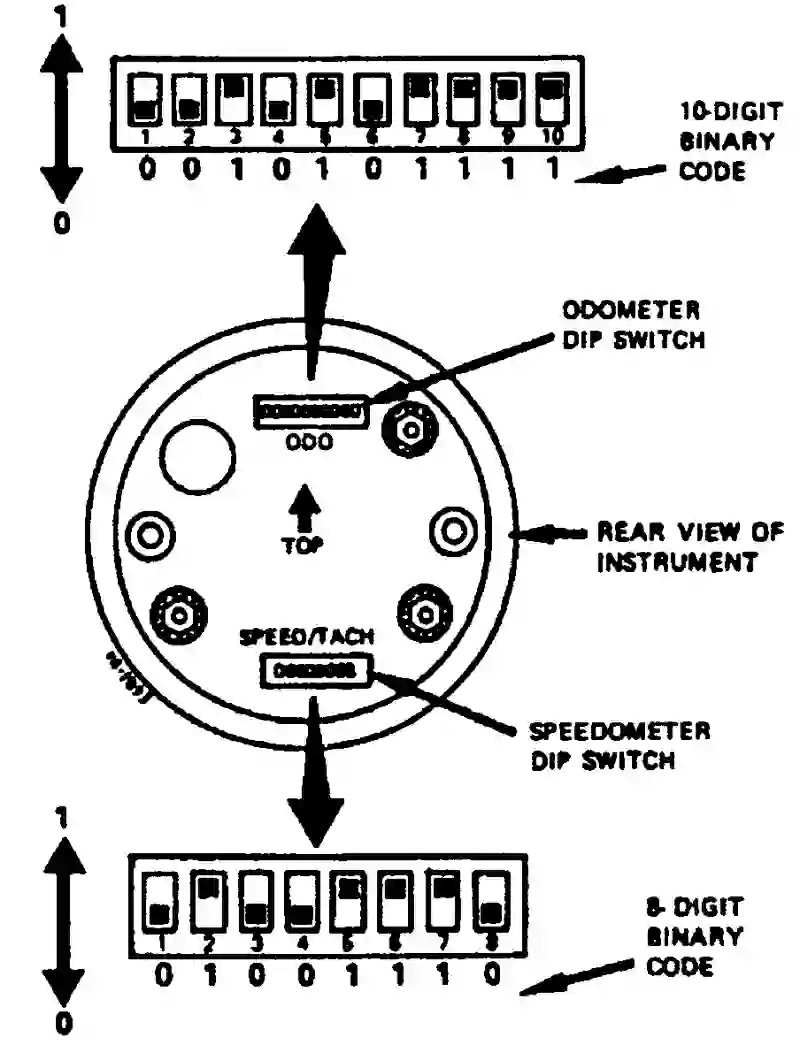 1
1 2 3 4 5 6 7 8 9 10
0 0 1 0 1 0 1 1 1 1
0
10-DIGIT
BINARY
CODE
ODOMETER
DIP SWITCH
ODO
TOP
REAR VIEW OF
INSTRUMENT
SPEED/TACH
SPEEDOMETER
DIP SWITCH
1
1 2 3 4 5 6 7 8
0 1 0 0 1 1 1 0
0
8-DIGIT
BINARY
CODE